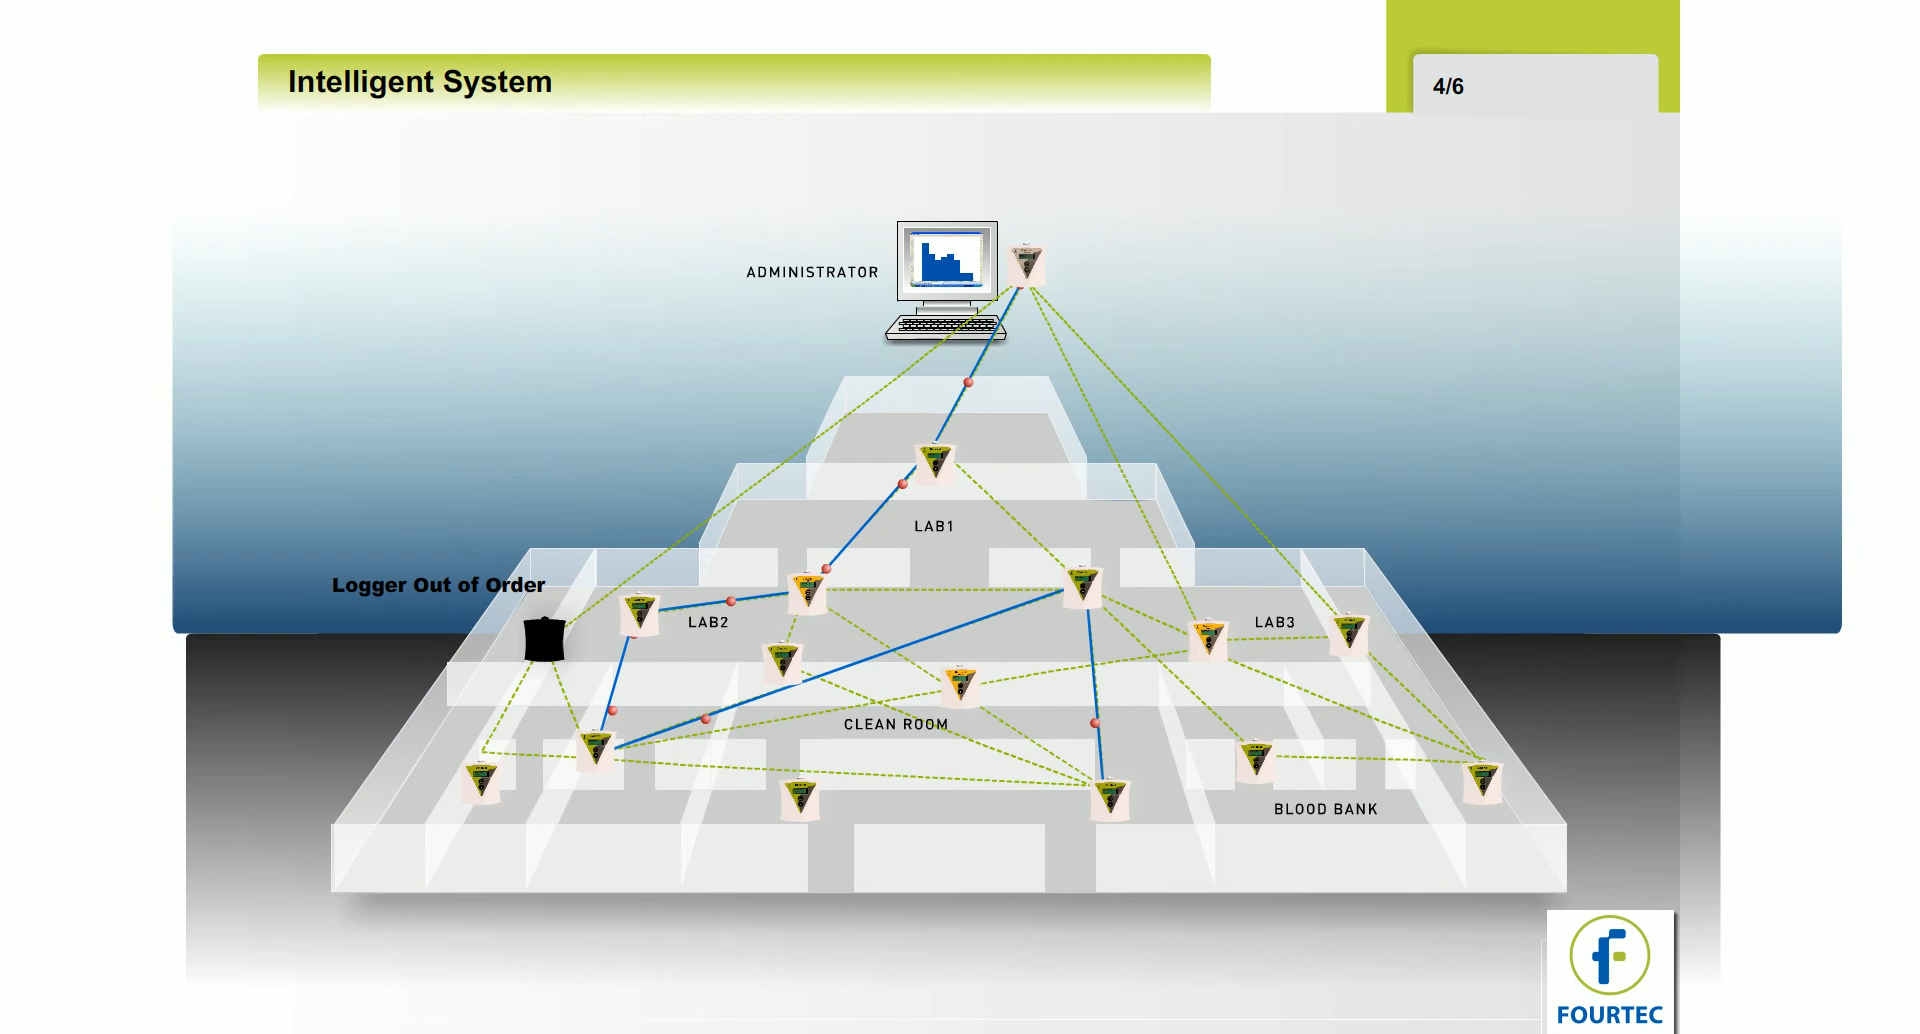 Intelligent System
4/6
ADMINISTRATOR
LAB1
Logger Out of Order
LAB2
LAB3
CLEAN ROOM
BLOOD BANK
FOURTEC